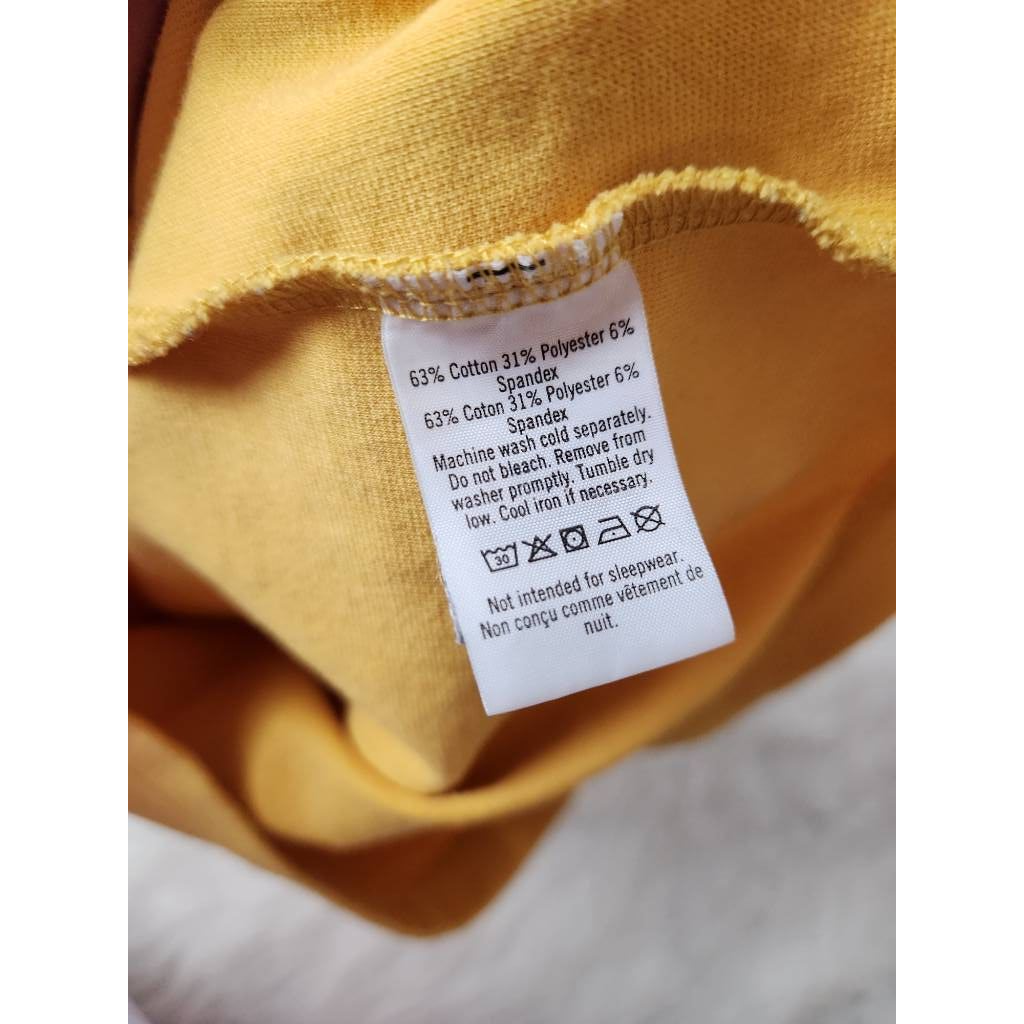 63% Cotton 31% Polyester 6%
Spandex
63% Coton 31% Polyester 6%
Spandex
Machine wash cold separately.
Do not bleach. Remove from
washer promptly. Tumble dry
low. Cool iron if necessary.
30
Not intended for sleepwear.
Non conçu comme vêtement de
nuit.